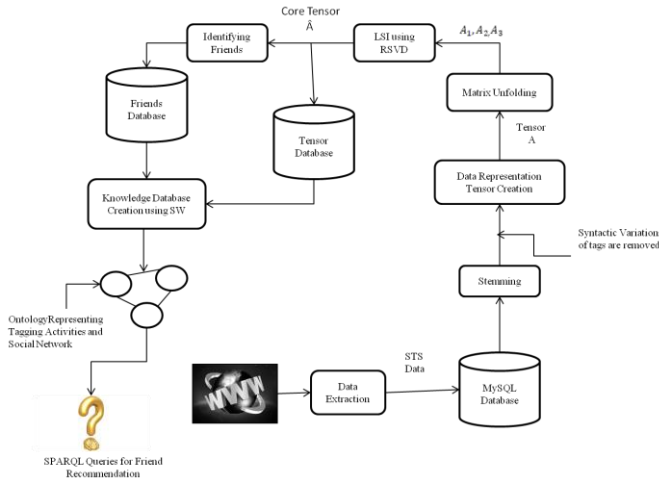 Core Tensor
Â
Identifying
Friends
LSI using
RSVD
A₁, A₂, A₃
Matrix Unfolding
Friends
Database
Tensor
Database
Tensor
A
Data Representation
Tensor Creation
Knowledge Database
Creation using SW
Syntactic Variation
of tags are removed
Stemming
OntologyRepresenting
Tagging Activities and
Social Network
WWW
Data
Extraction
STS
Data
MySQL
Database
SPARQL Queries for Friend
Recommendation